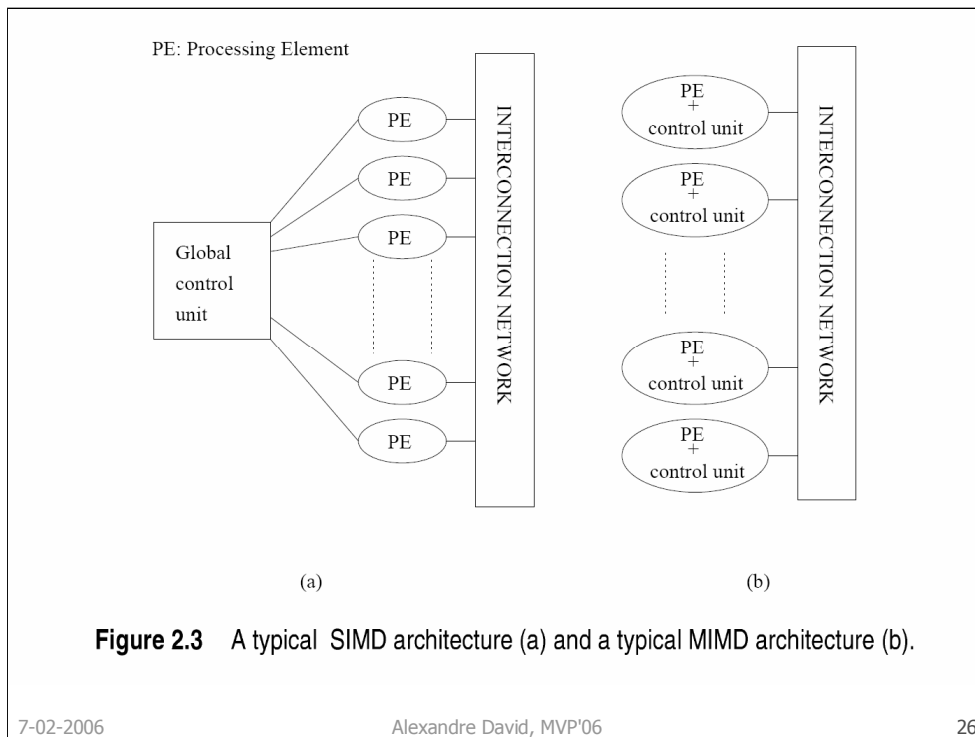 PE: Processing Element
PE
PE
PE
PE
PE
Global
control
unit
INTERCONNECTION NETWORK
PE
+
control unit
PE
+
control unit
PE
+
control unit
PE
+
control unit
INTERCONNECTION NETWORK
(a)
(b)
Figure 2.3 A typical SIMD architecture (a) and a typical MIMD architecture (b).
7-02-2006
Alexandre David, MVP'06
26